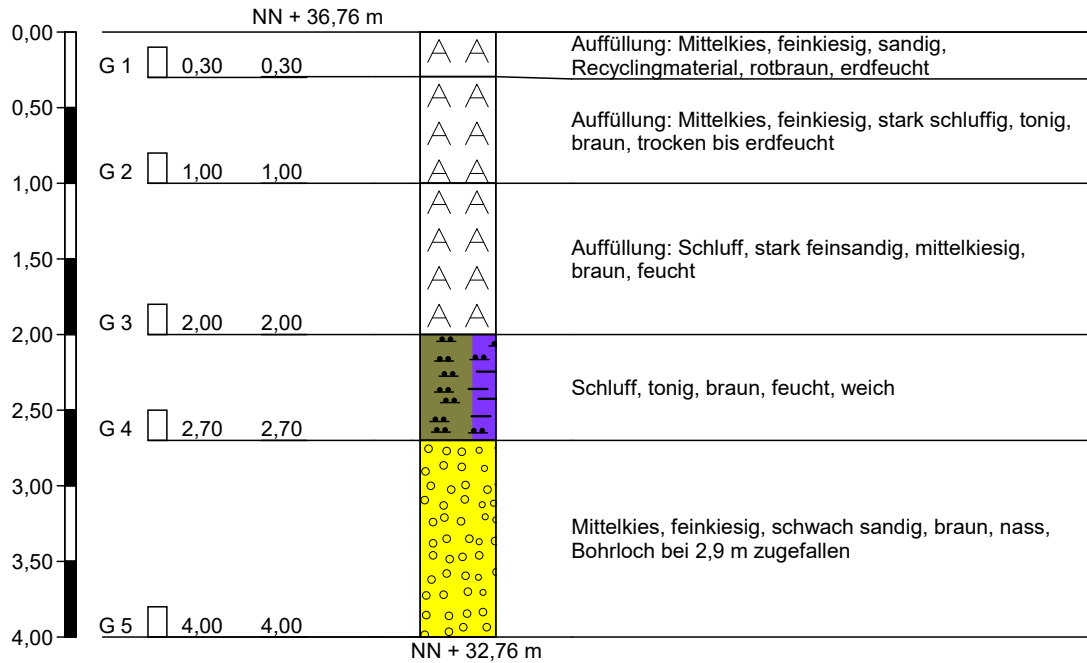 NN + 36,76 m
0,00
Auffüllung: Mittelkies, feinkiesig, sandig,
Recyclingmaterial, rotbraun, erdfeucht
G 1 0,30 0,30
0,50
Auffüllung: Mittelkies, feinkiesig, stark schluffig, tonig,
braun, trocken bis erdfeucht
G 2 1,00 1,00
1,00
Auffüllung: Schluff, stark feinsandig, mittelkiesig,
braun, feucht
1,50
G 3 2,00 2,00
2,00
Schluff, tonig, braun, feucht, weich
2,50
G 4 2,70 2,70
3,00
Mittelkies, feinkiesig, schwach sandig, braun, nass,
Bohrloch bei 2,9 m zugefallen
3,50
G 5 4,00 4,00
4,00
NN + 32,76 m